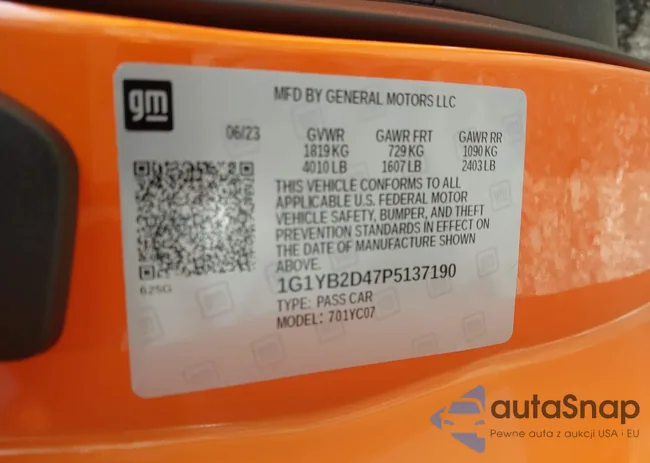 gm
MFD BY GENERAL MOTORS LLC
06/23 GVWR GAWR FRT GAWR RR
1819 KG 729 KG 1090 KG
4010 LB 1607 LB 2403 LB
THIS VEHICLE CONFORMS TO ALL
APPLICABLE U.S. FEDERAL MOTOR
VEHICLE SAFETY, BUMPER, AND THEFT
PREVENTION STANDARDS IN EFFECT ON
THE DATE OF MANUFACTURE SHOWN
ABOVE.
625G
1G1YB2D47P5137190
TYPE: PASS CAR
MODEL: 701YC07
autaSnap
Pewne auta z aukcji USA i EU